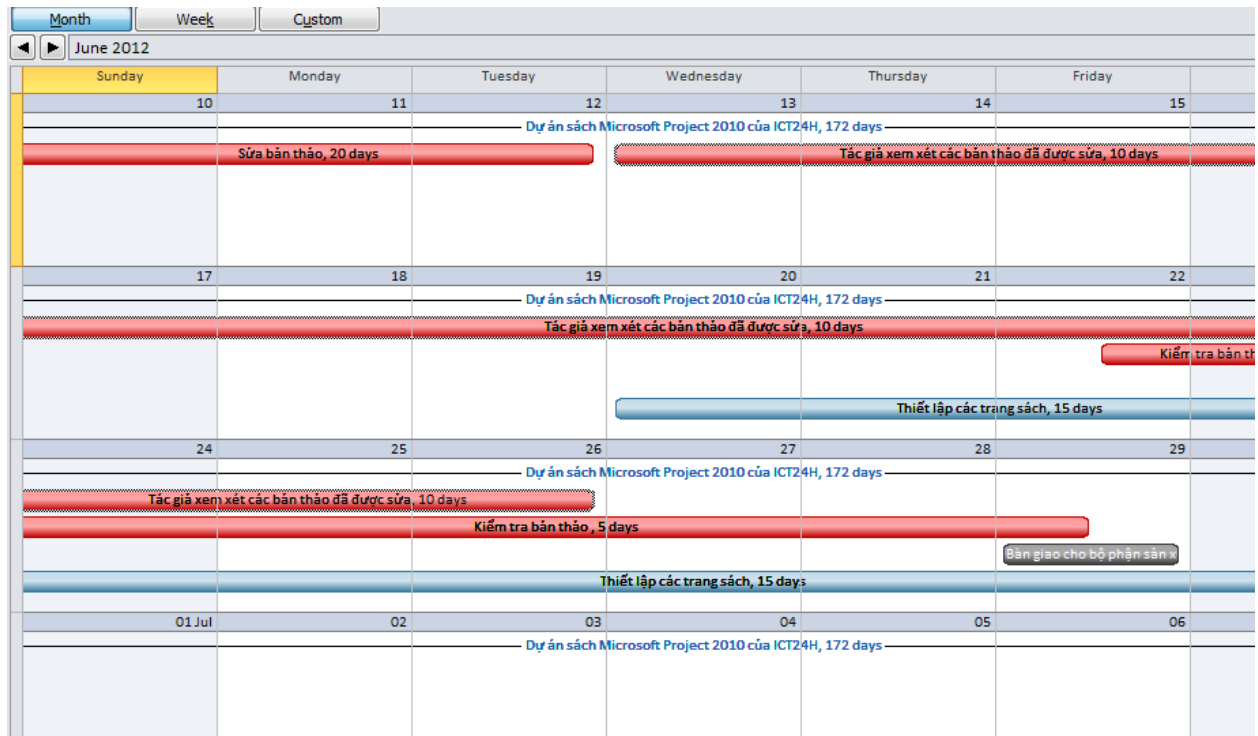 Month Week Custom
June 2012
Sunday Monday Tuesday Wednesday Thursday Friday
10 11 12 13 14 15
Dự án sách Microsoft Project 2010 của ICT24H, 172 days
Sửa bản thảo, 20 days Tác giả xem xét các bản thảo đã được sửa, 10 days
17 18 19 20 21 22
Dự án sách Microsoft Project 2010 của ICT24H, 172 days
Tác giả xem xét các bản thảo đã được sửa, 10 days
Kiểm tra bản th
Thiết lập các trang sách, 15 days
24 25 26 27 28 29
Dự án sách Microsoft Project 2010 của ICT24H, 172 days
Tác giả xem xét các bản thảo đã được sửa, 10 days
Kiểm tra bản thảo , 5 days
Bàn giao cho bộ phận sản x
Thiết lập các trang sách, 15 days
01 Jul 02 03 04 05 06
Dự án sách Microsoft Project 2010 của ICT24H, 172 days